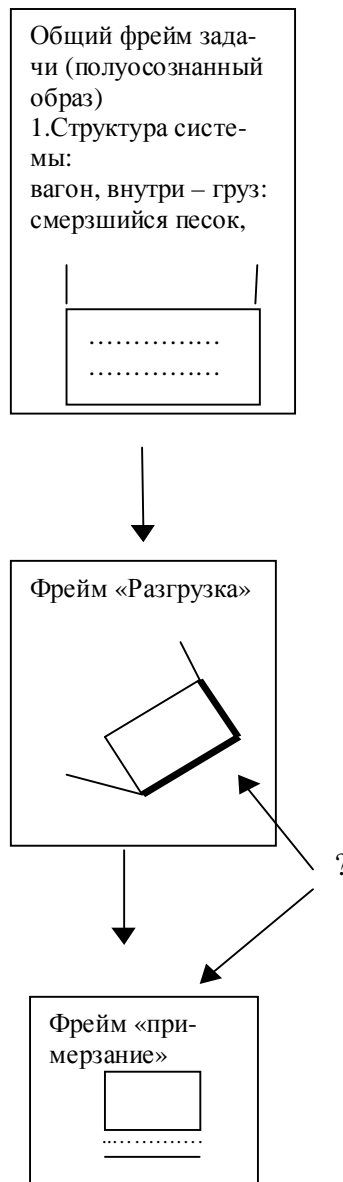 Общий фрейм зада-
чи (полуосознанный
образ)
1.Структура систе-
мы:
вагон, внутри – груз:
смерзшийся песок,
Фрейм «Разгрузка»
?
Фрейм «при-
мерзание»